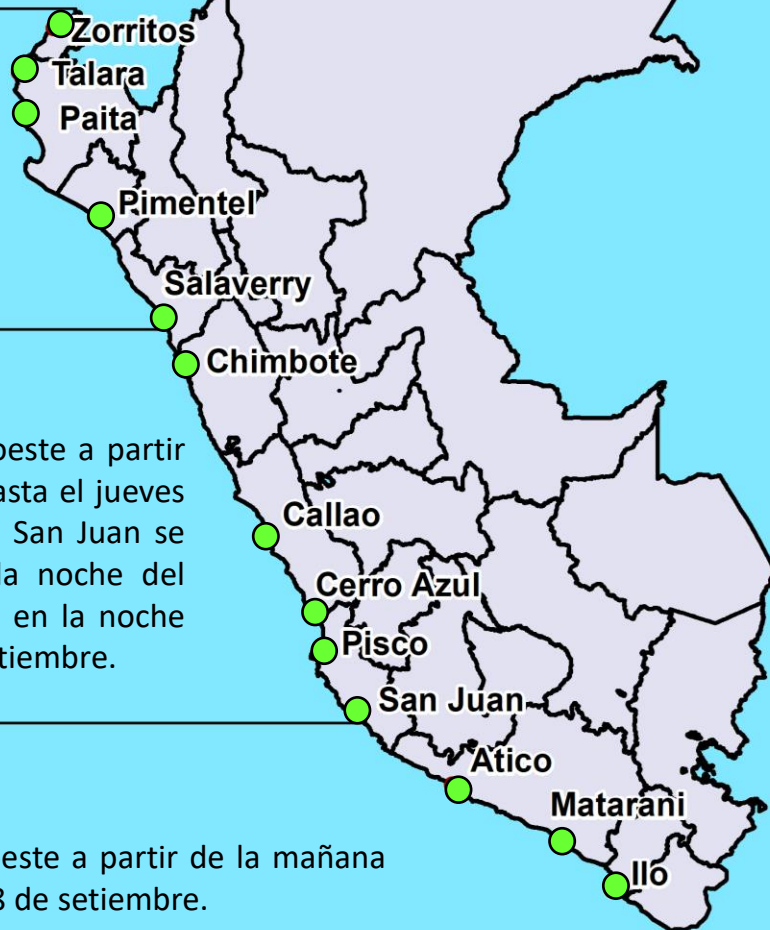 Zorritos
Talara
Paita
Pimentel
Salaverry
Chimbote
oeste a partir
asta el jueves
San Juan se
la noche del
en la noche
tiembre.
Callao
Cerro Azul
Pisco
San Juan
Atico
Matarani
Ilo
este a partir de la mañana
de setiembre.